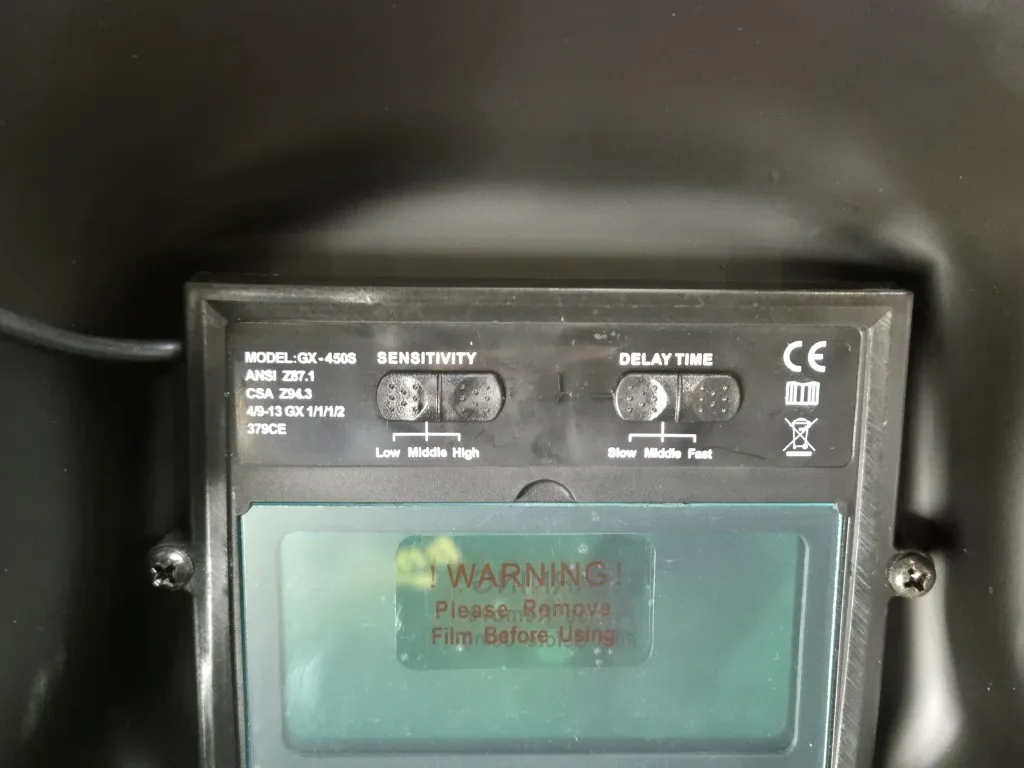 MODEL:GX-450S
ANSI Z87.1
CSA Z94.3
4/9-13 GX 1/1/1/2
379CE
SENSITIVITY
Low Middle High
DELAY TIME
Slow Middle Fast
CE
! WARNING!
Please Remove
Film Before Using